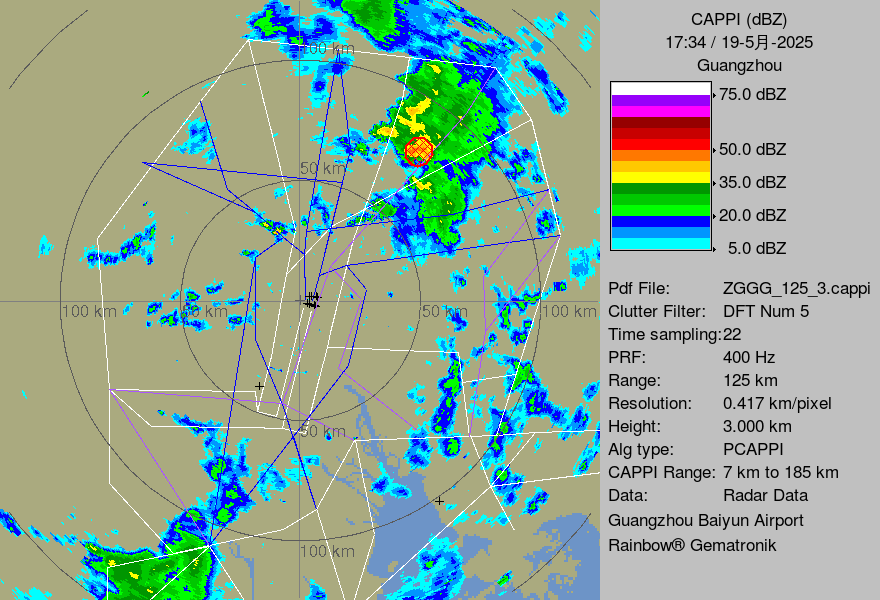 CAPPI (dBZ)
17:34 / 19-5月-2025
Guangzhou
75.0 dBZ
50.0 dBZ
35.0 dBZ
20.0 dBZ
5.0 dBZ
Pdf File: ZGGG_125_3.cappi
Clutter Filter: DFT Num 5
Time sampling:22
PRF: 400 Hz
Range: 125 km
Resolution: 0.417 km/pixel
Height: 3.000 km
Alg type: PCAPPI
CAPPI Range: 7 km to 185 km
Data: Radar Data
Guangzhou Baiyun Airport
Rainbow® Gematronik
100 km
50 km
100 km
50 km
50 km
100 km
50 km
100 km